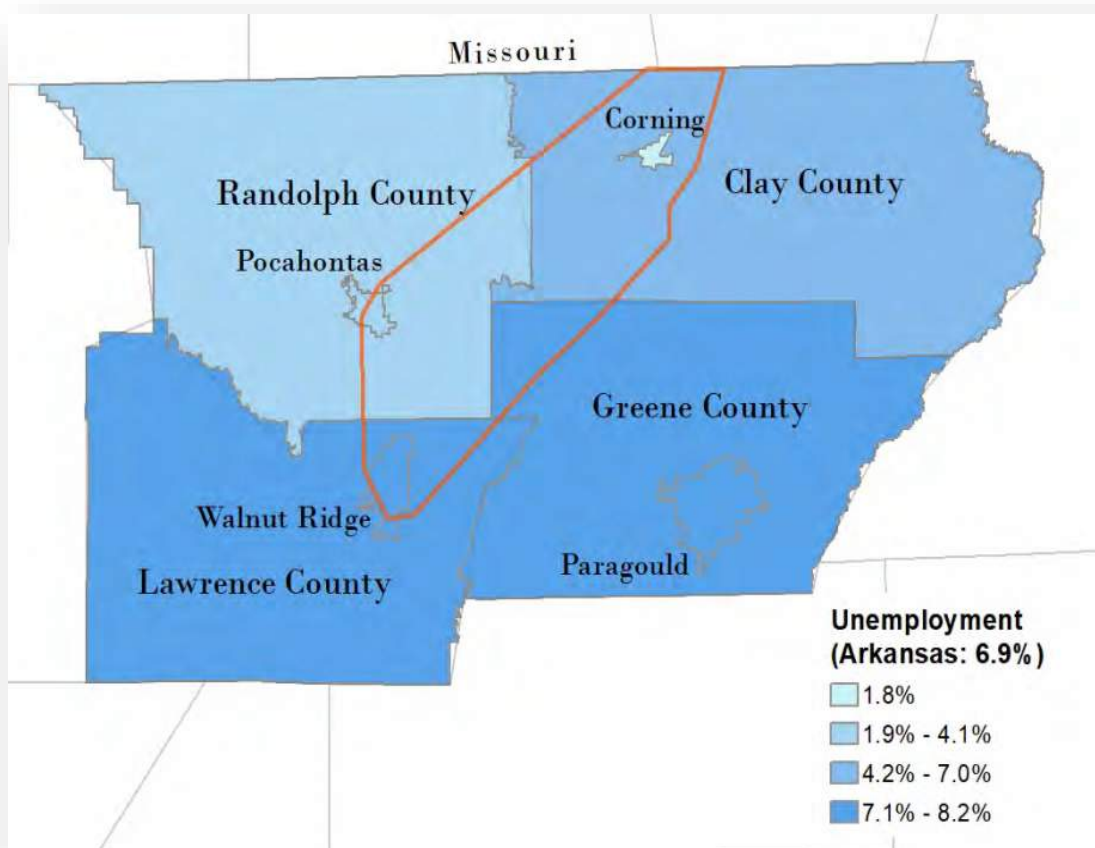 Missouri
Corning
Clay County
Randolph County
Pocahontas
Greene County
Walnut Ridge
Paragould
Lawrence County
Unemployment
(Arkansas: 6.9%)
1.8%
1.9% - 4.1%
4.2% - 7.0%
7.1% - 8.2%